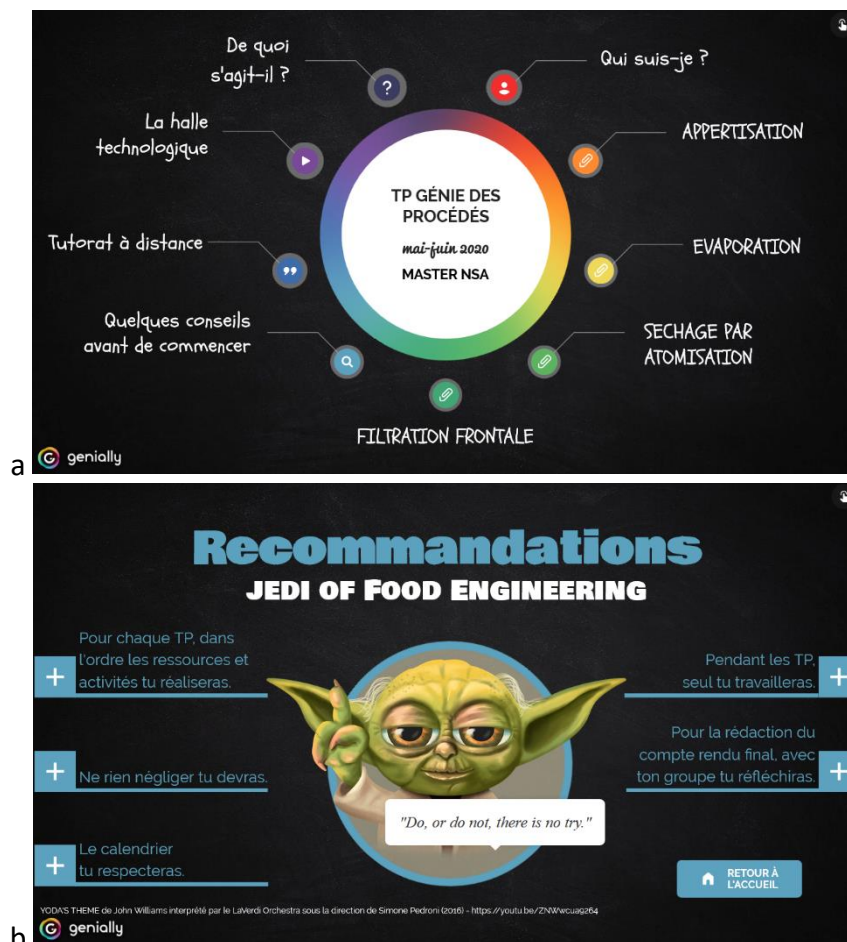 De quoi
s'agit-il ?
Qui suis-je ?
La halle
technologique
APPERTISATION
TP GÉNIE DES
PROCÉDÉS
mai-juin 2020
MASTER NSA
Tutorat à distance
EVAPORATION
Quelques conseils
avant de commencer
SECHAGE PAR
ATOMISATION
FILTRATION FRONTALE
genially
a
Recommandations
JEDI OF FOOD ENGINEERING
Pour chaque TP, dans
l'ordre les ressources et
activités tu réaliseras.
Pendant les TP,
seul tu travailleras.
Ne rien négliger tu devras.
Pour la rédaction du
compte rendu final, avec
ton groupe tu réfléchiras.
"Do, or do not, there is no try."
Le calendrier
tu respecteras.
RETOUR À
L'ACCUEIL
YODA'S THEME de John Williams interprété par le LaVerdi Orchestra sous la direction de Simone Pedroni (2016) - https://youtu.be/ZNWwcua9264
genially
b